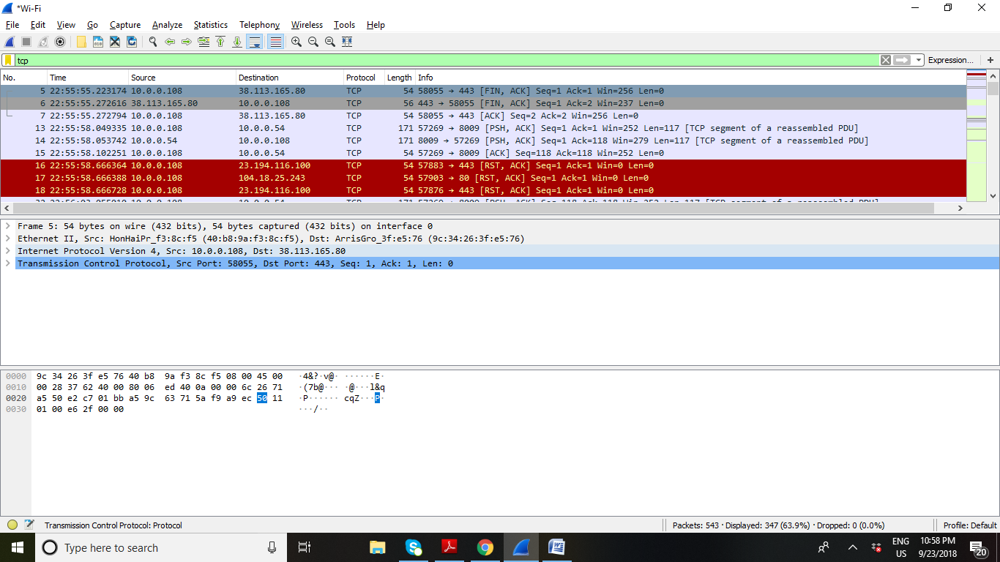 *Wi-Fi
File Edit View Go Capture Analyze Statistics Telephony Wireless Tools Help
tcp
Expression… +
No. Time Source Destination Protocol Length Info
5 22:55:55.223174 10.0.0.108 38.113.165.80 TCP 54 58055 → 443 [FIN, ACK] Seq=1 Ack=1 Win=256 Len=0
6 22:55:55.272616 38.113.165.80 10.0.0.108 TCP 56 443 → 58055 [FIN, ACK] Seq=1 Ack=2 Win=237 Len=0
7 22:55:55.272794 10.0.0.108 38.113.165.80 TCP 54 58055 → 443 [ACK] Seq=2 Ack=2 Win=256 Len=0
13 22:55:58.049335 10.0.0.108 10.0.0.54 TCP 171 57269 → 8009 [PSH, ACK] Seq=1 Ack=1 Win=252 Len=117 [TCP segment of a reassembled PDU]
14 22:55:58.053742 10.0.0.54 10.0.0.108 TCP 171 8009 → 57269 [PSH, ACK] Seq=1 Ack=118 Win=279 Len=117 [TCP segment of a reassembled PDU]
15 22:55:58.102251 10.0.0.108 10.0.0.54 TCP 54 57269 → 8009 [ACK] Seq=118 Ack=118 Win=252 Len=0
16 22:55:58.666364 10.0.0.108 23.194.116.100 TCP 54 57883 → 443 [RST, ACK] Seq=1 Ack=1 Win=0 Len=0
17 22:55:58.666388 10.0.0.108 104.18.25.243 TCP 54 57903 → 80 [RST, ACK] Seq=1 Ack=1 Win=0 Len=0
18 22:55:58.666728 10.0.0.108 23.194.116.100 TCP 54 57876 → 443 [RST, ACK] Seq=1 Ack=1 Win=0 Len=0
Frame 5: 54 bytes on wire (432 bits), 54 bytes captured (432 bits) on interface 0
Ethernet II, Src: HonHaiPr_f3:8c:f5 (40:b8:9a:f3:8c:f5), Dst: ArrisGro_3f:e5:76 (9c:34:26:3f:e5:76)
Internet Protocol Version 4, Src: 10.0.0.108, Dst: 38.113.165.80
Transmission Control Protocol, Src Port: 58055, Dst Port: 443, Seq: 1, Ack: 1, Len: 0
0000 9c 34 26 3f e5 76 40 b8 9a f3 8c f5 08 00 45 00 ·4&?·v@· ······E·
0010 00 28 37 62 40 00 80 06 ed 40 0a 00 00 6c 26 71 ·(7b@··· ·@···l&q
0020 a5 50 e2 c7 01 bb a5 9c 63 71 5a f9 a9 ec 50 11 ·P······ cqZ···P·
0030 01 00 e6 2f 00 00 ···/··
Transmission Control Protocol: Protocol
Packets: 543 · Displayed: 347 (63.9%) · Dropped: 0 (0.0%)
Profile: Default
Type here to search
ENG
US
10:58 PM
9/23/2018
20